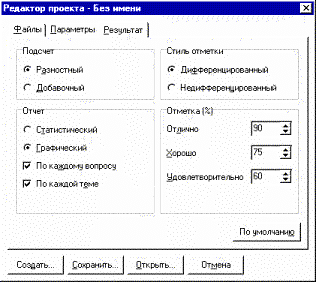 Редактор проекта - Без имени
Файлы Параметры Результат
Подсчет
Разностный
Добавочный
Стиль отметки
Дифференцированный
Недифференцированный
Отчет
Статистический
Графический
По каждому вопросу
По каждой теме
Отметка (%)
Отлично 90
Хорошо 75
Удовлетворительно 60
По умолчанию
Создать... Сохранить... Открыть... Отмена